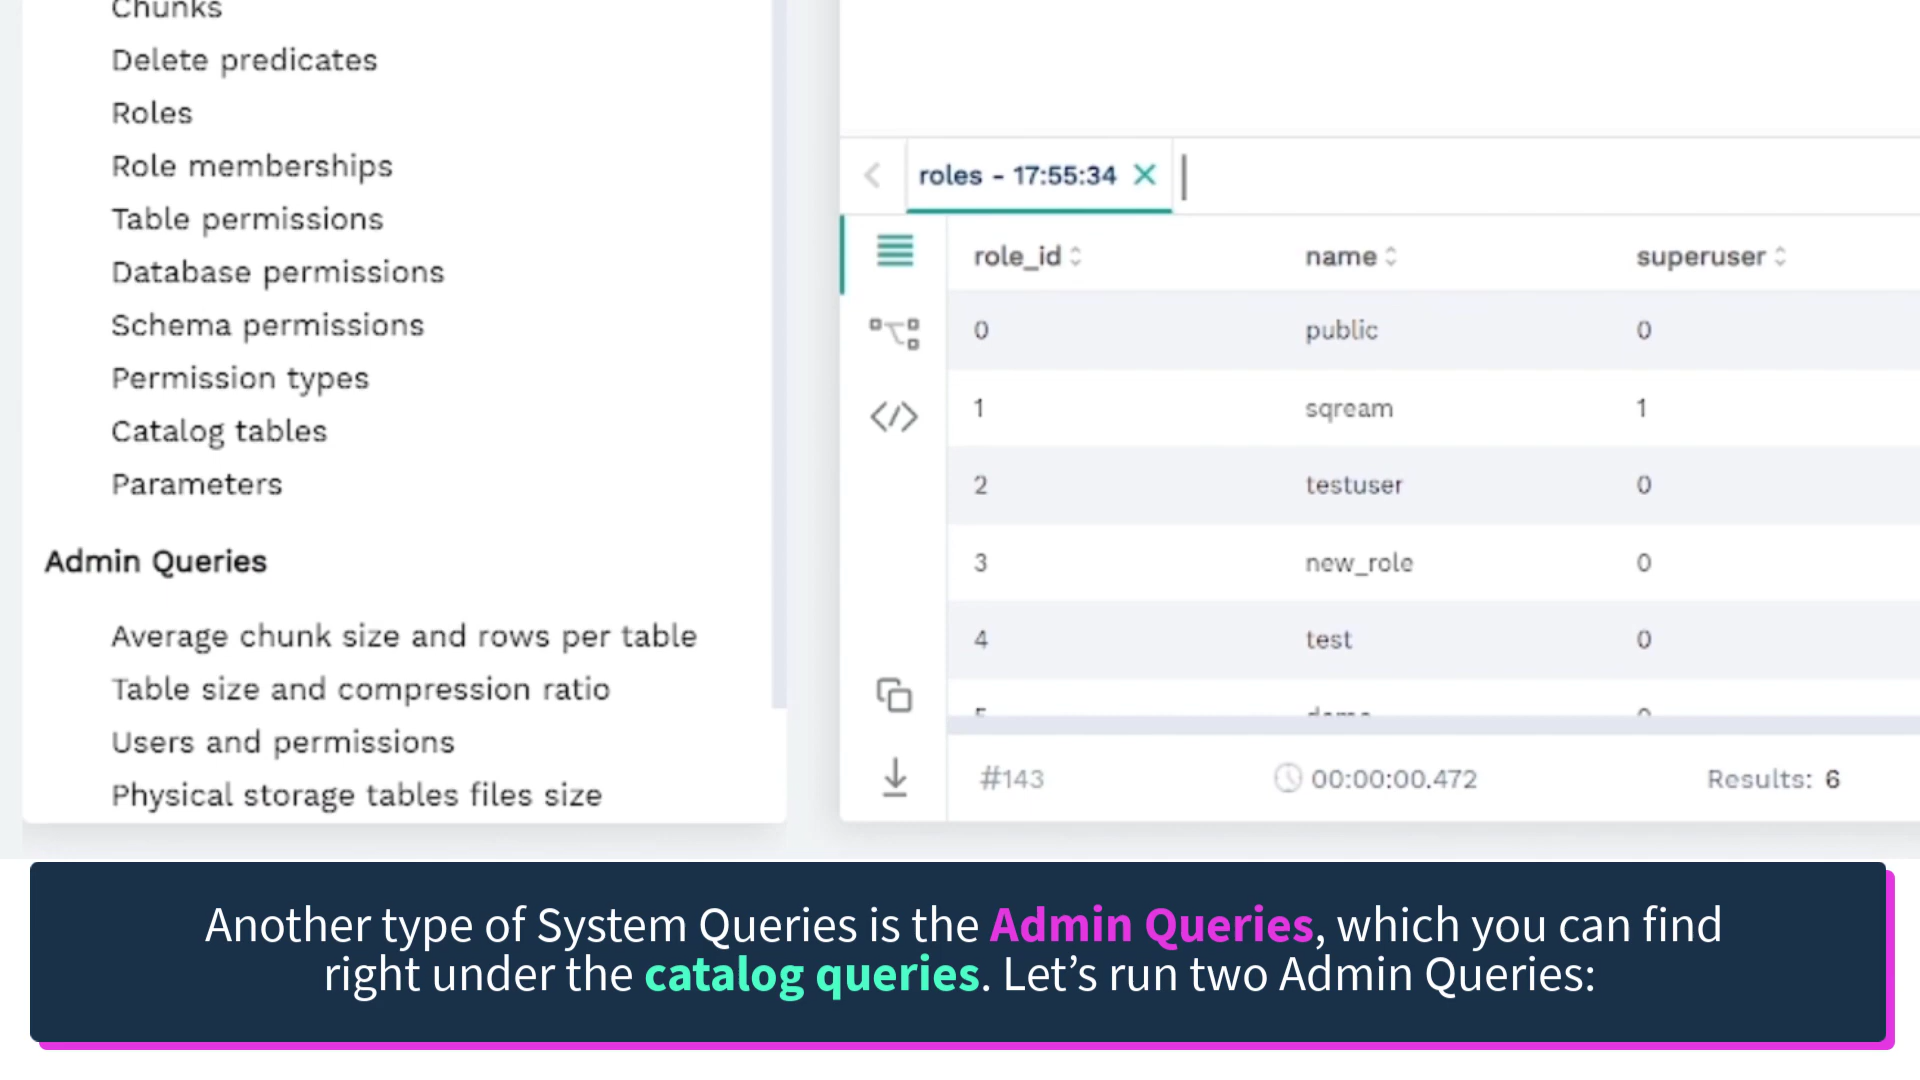 Chunks
Delete predicates
Roles
Role memberships
Table permissions
Database permissions
Schema permissions
Permission types
Catalog tables
Parameters
Admin Queries
Average chunk size and rows per table
Table size and compression ratio
Users and permissions
Physical storage tables files size
roles - 17:55:34
role_id name superuser
0 public 0
1 sqream 1
2 testuser 0
3 new_role 0
4 test 0
#143 00:00:00.472 Results: 6
Another type of System Queries is the Admin Queries, which you can find
right under the catalog queries. Let’s run two Admin Queries: